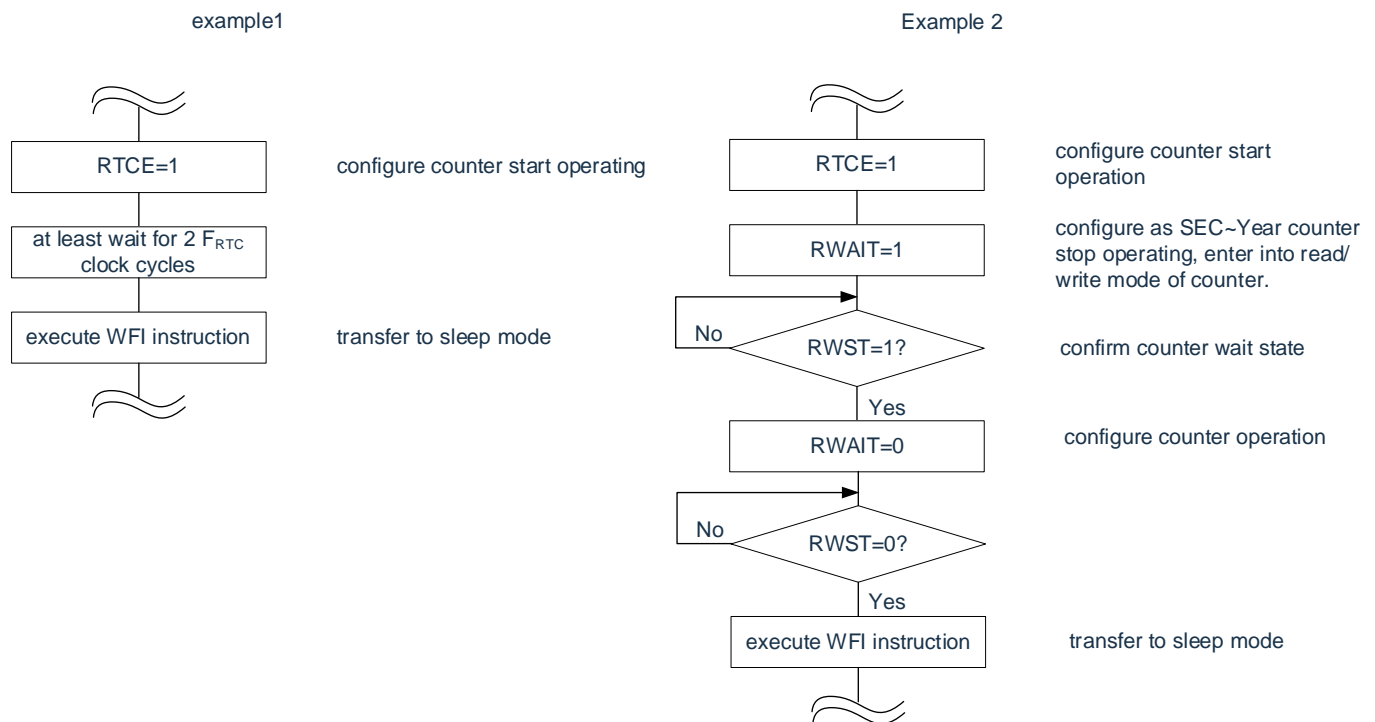 example1
RTCE=1
configure counter start operating
at least wait for 2 FRTC
clock cycles
execute WFI instruction
transfer to sleep mode
Example 2
RTCE=1
configure counter start
operation
RWAIT=1
configure as SEC~Year counter
stop operating, enter into read/
write mode of counter.
No
RWST=1?
confirm counter wait state
Yes
RWAIT=0
configure counter operation
No
RWST=0?
Yes
execute WFI instruction
transfer to sleep mode